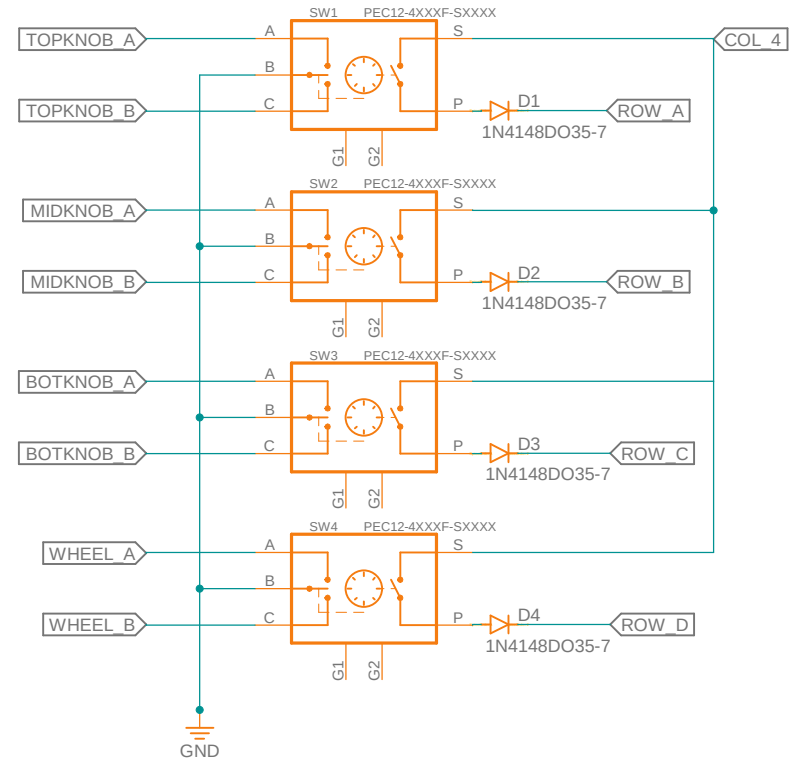 SW1 PEC12-4XXXF-SXXXX
TOPKNOB_A A S COL_4
B
TOPKNOB_B C P D1 ROW_A
1N4148DO35-7
G1 G2
SW2 PEC12-4XXXF-SXXXX
MIDKNOB_A A S
B
MIDKNOB_B C P D2 ROW_B
1N4148DO35-7
G1 G2
SW3 PEC12-4XXXF-SXXXX
BOTKNOB_A A S
B
BOTKNOB_B C P D3 ROW_C
1N4148DO35-7
G1 G2
SW4 PEC12-4XXXF-SXXXX
WHEEL_A A S
B
WHEEL_B C P D4 ROW_D
1N4148DO35-7
G1 G2
GND